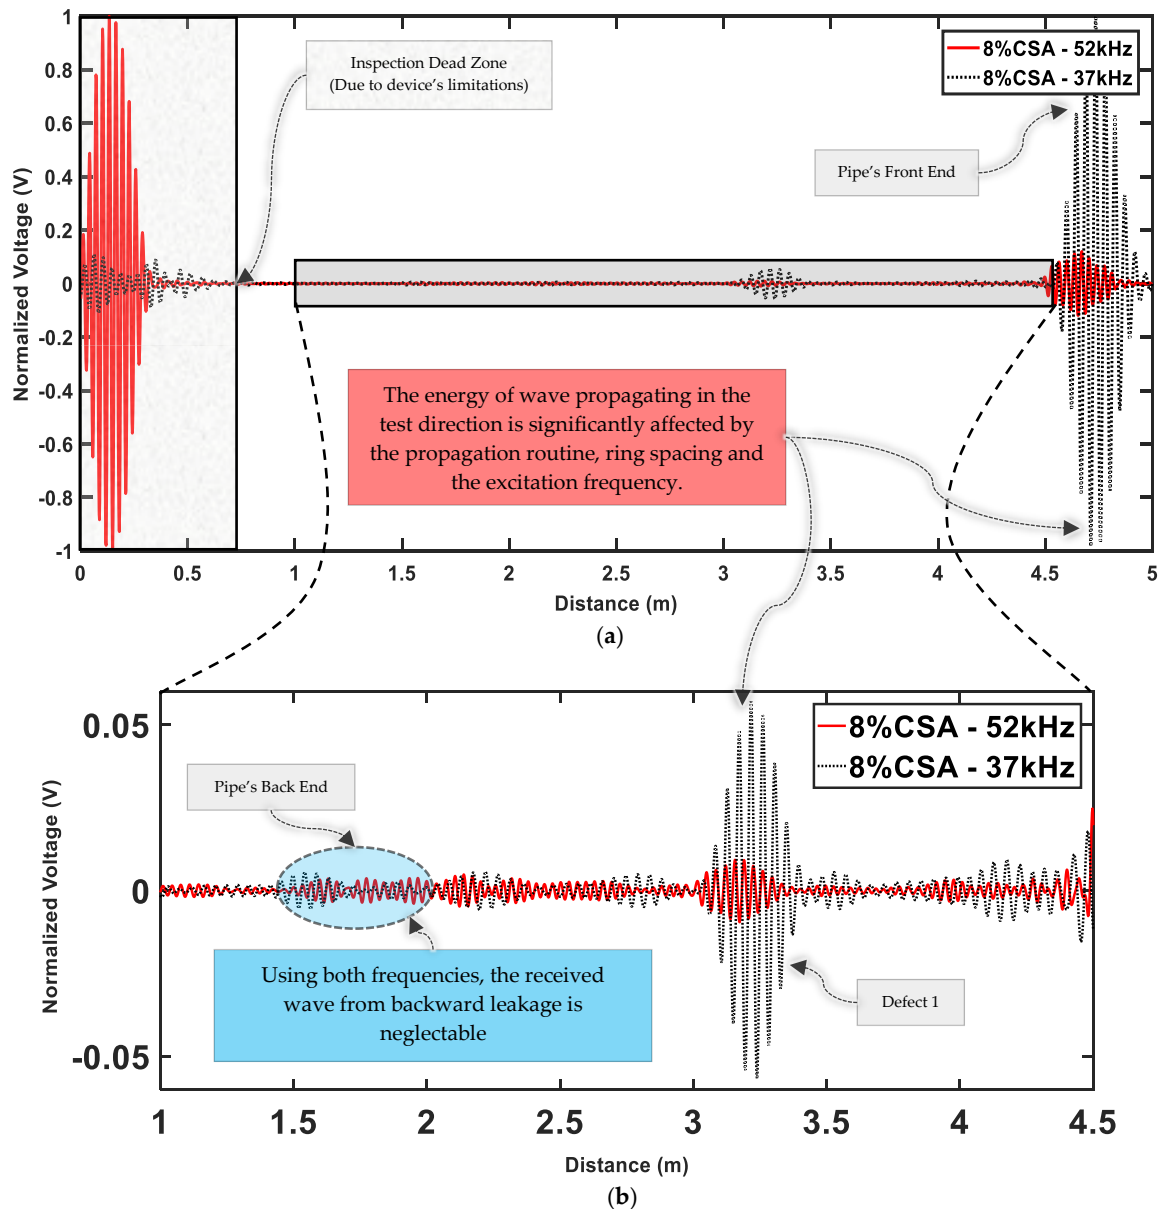 1
0.8
0.6
0.4
0.2
0
-0.2
-0.4
-0.6
-0.8
-1
Normalized Voltage (V)
Inspection Dead Zone
(Due to device's limitations)
8%CSA - 52kHz
8%CSA - 37kHz
Pipe's Front End
The energy of wave propagating in the
test direction is significantly affected by
the propagation routine, ring spacing and
the excitation frequency.
0 0.5 1 1.5 2 2.5 3 3.5 4 4.5 5
Distance (m)
(a)
0.05
0
-0.05
Normalized Voltage (V)
8%CSA - 52kHz
8%CSA - 37kHz
Pipe's Back End
Using both frequencies, the received
wave from backward leakage is
neglectable
Defect 1
1 1.5 2 2.5 3 3.5 4 4.5
Distance (m)
(b)